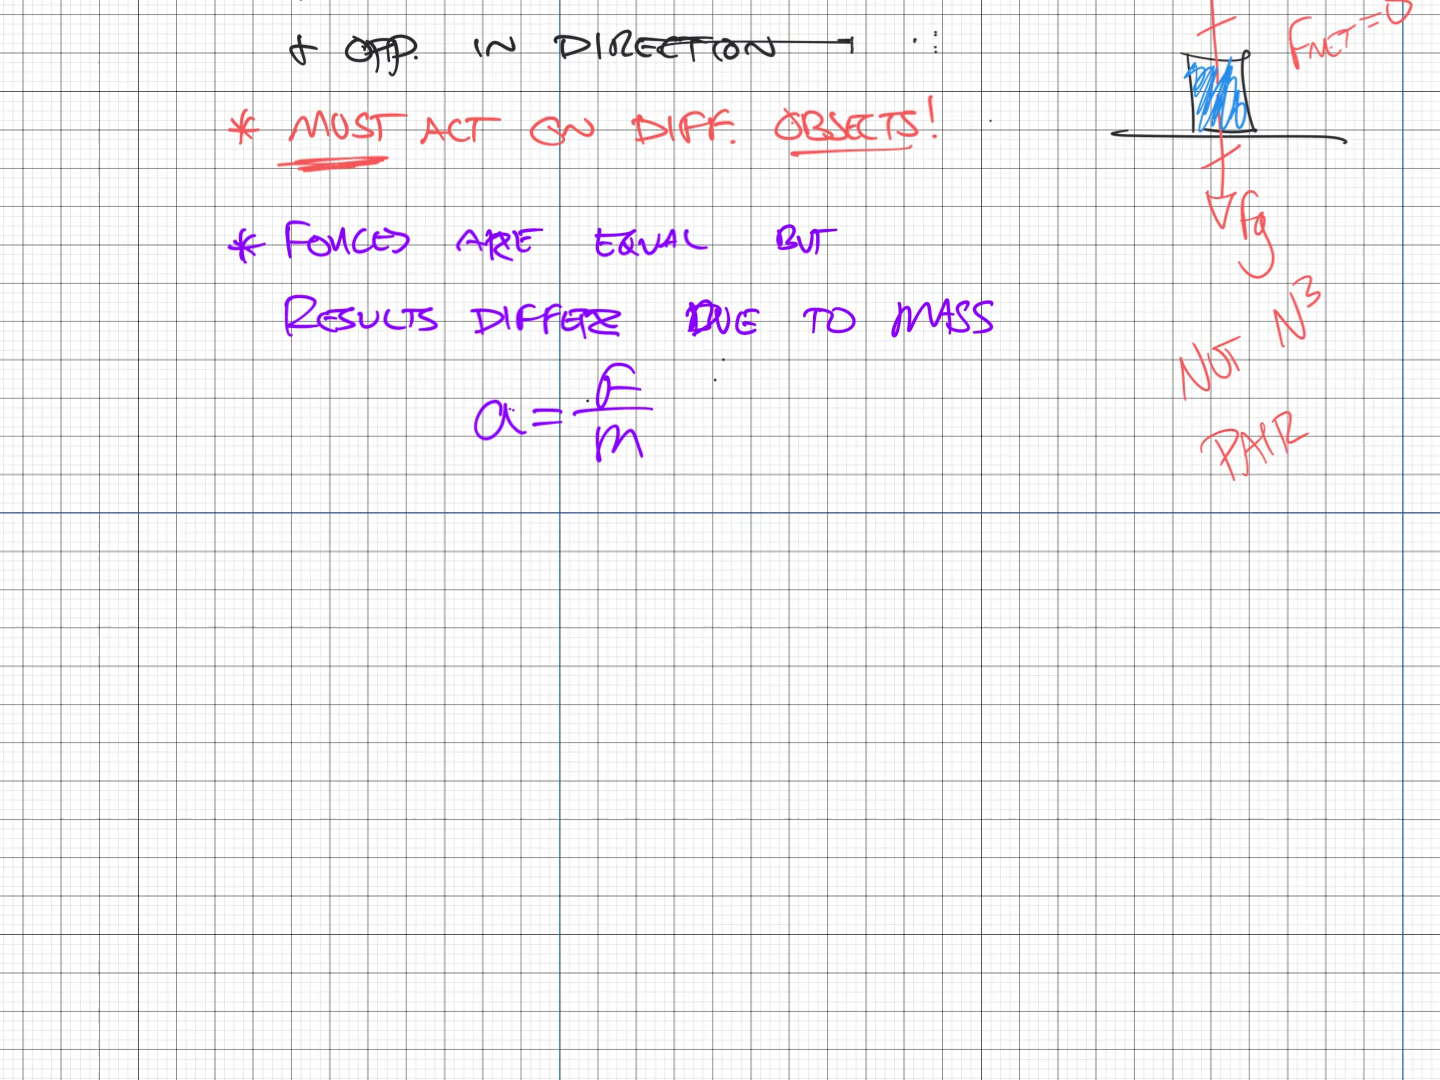 & OPP. IN DIRECTION
* MUST ACT ON DIFF. OBJECTS!
* FORCES ARE EQUAL BUT
RESULTS DIFFER DUE TO MASS
a = F/m
FNET = 0
Fg
NOT N3
PAIR